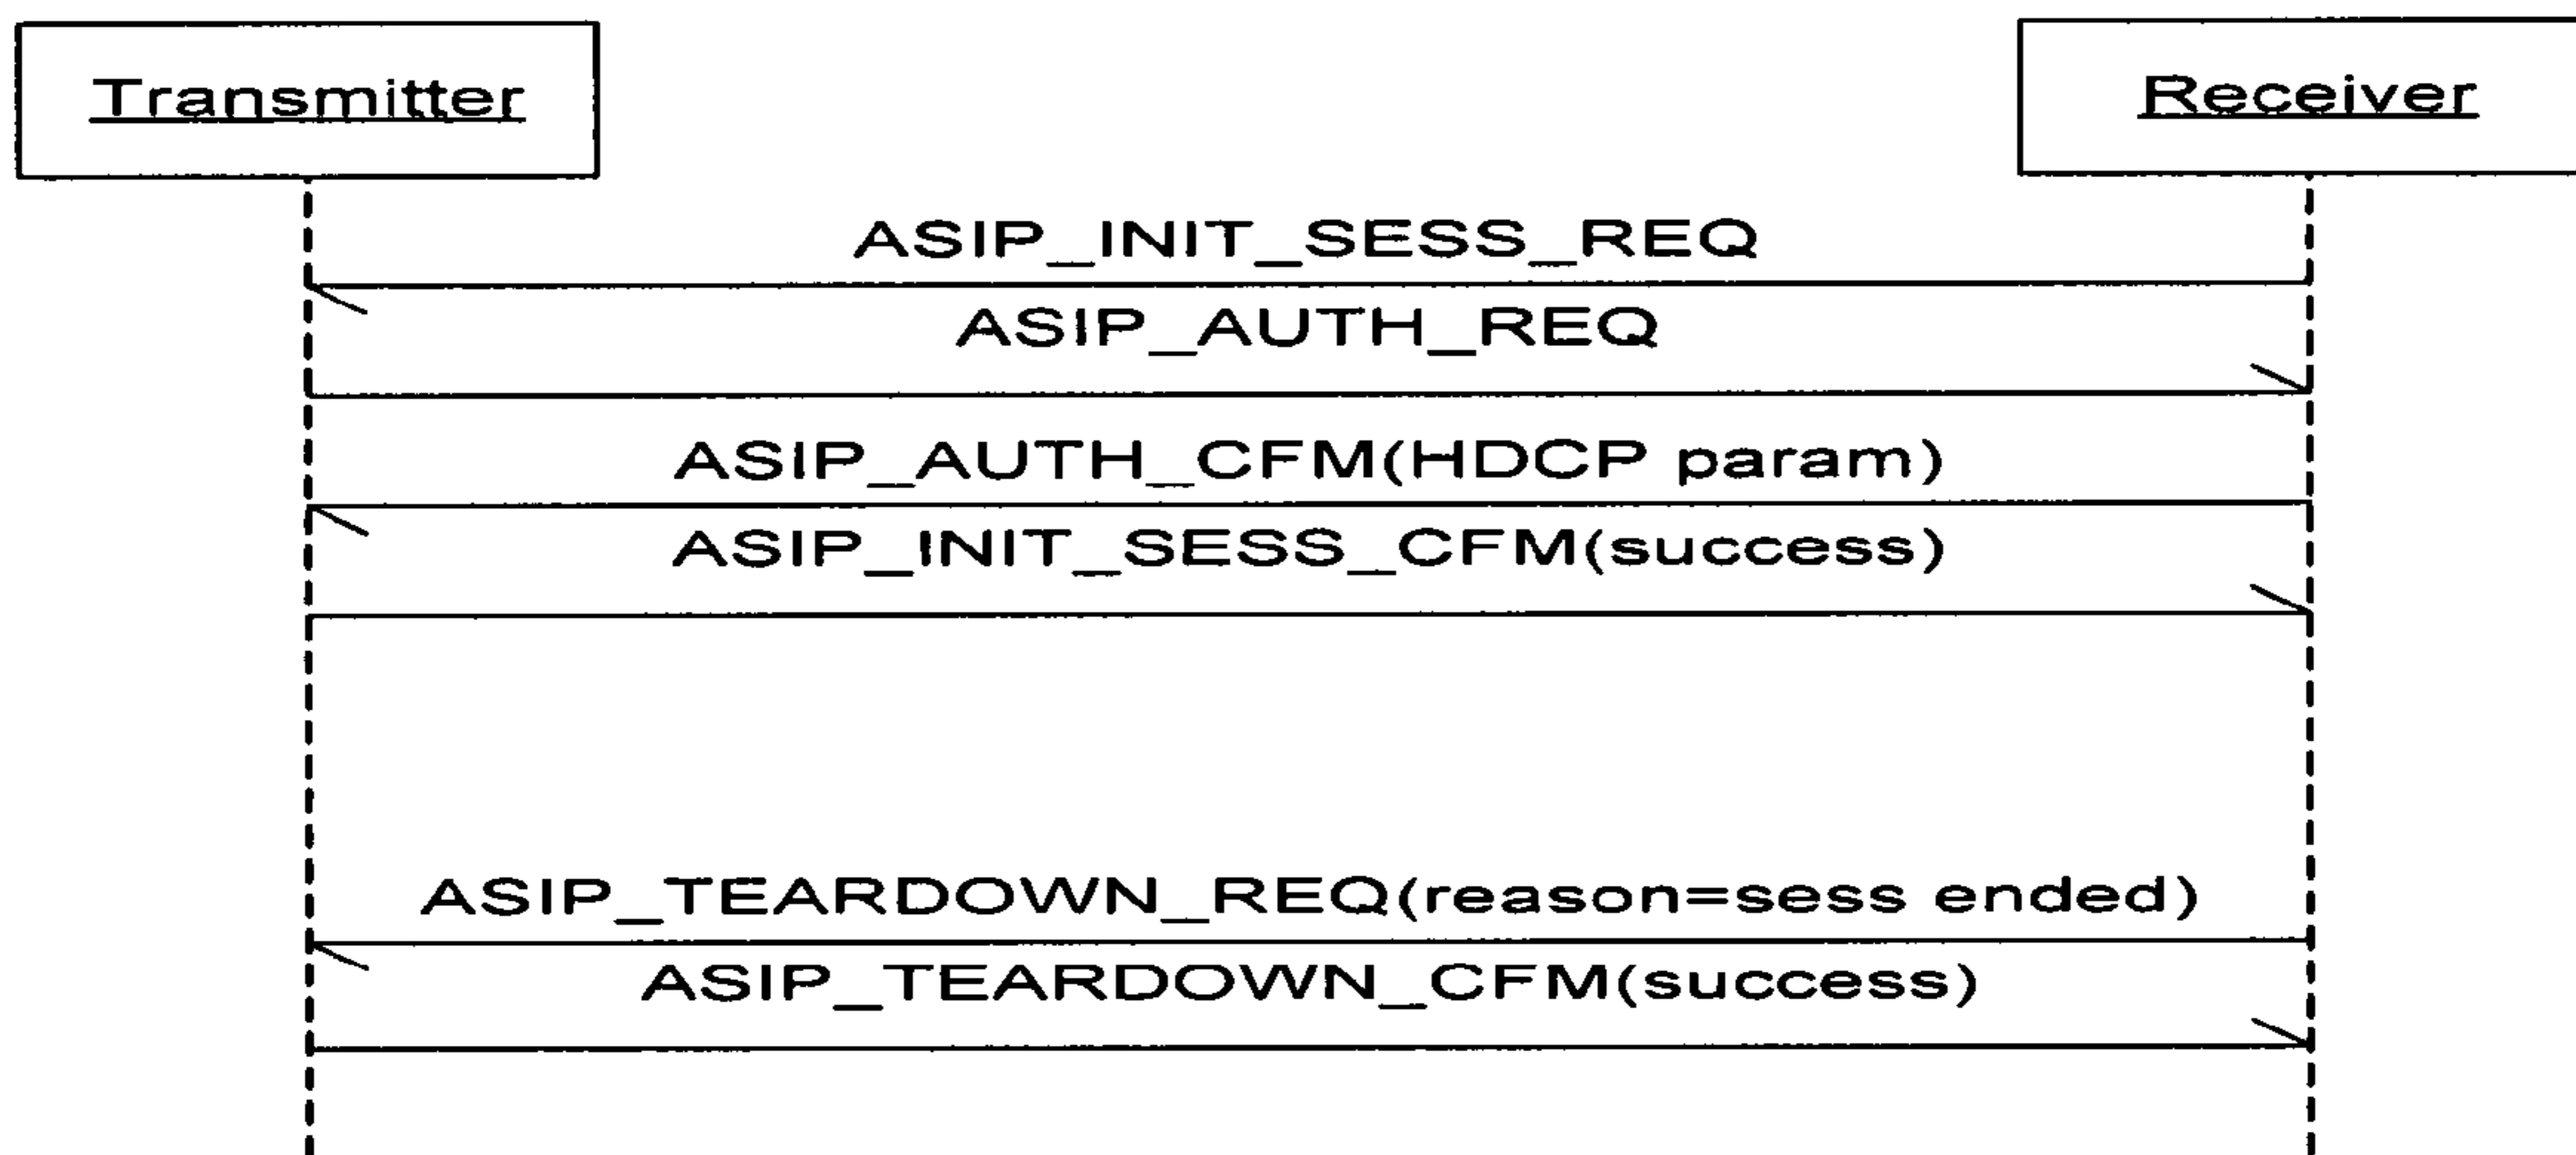 Transmitter
Receiver
ASIP_INIT_SESS_REQ
ASIP_AUTH_REQ
ASIP_AUTH_CFM(HDCP param)
ASIP_INIT_SESS_CFM(success)
ASIP_TEARDOWN_REQ(reason=sess ended)
ASIP_TEARDOWN_CFM(success)